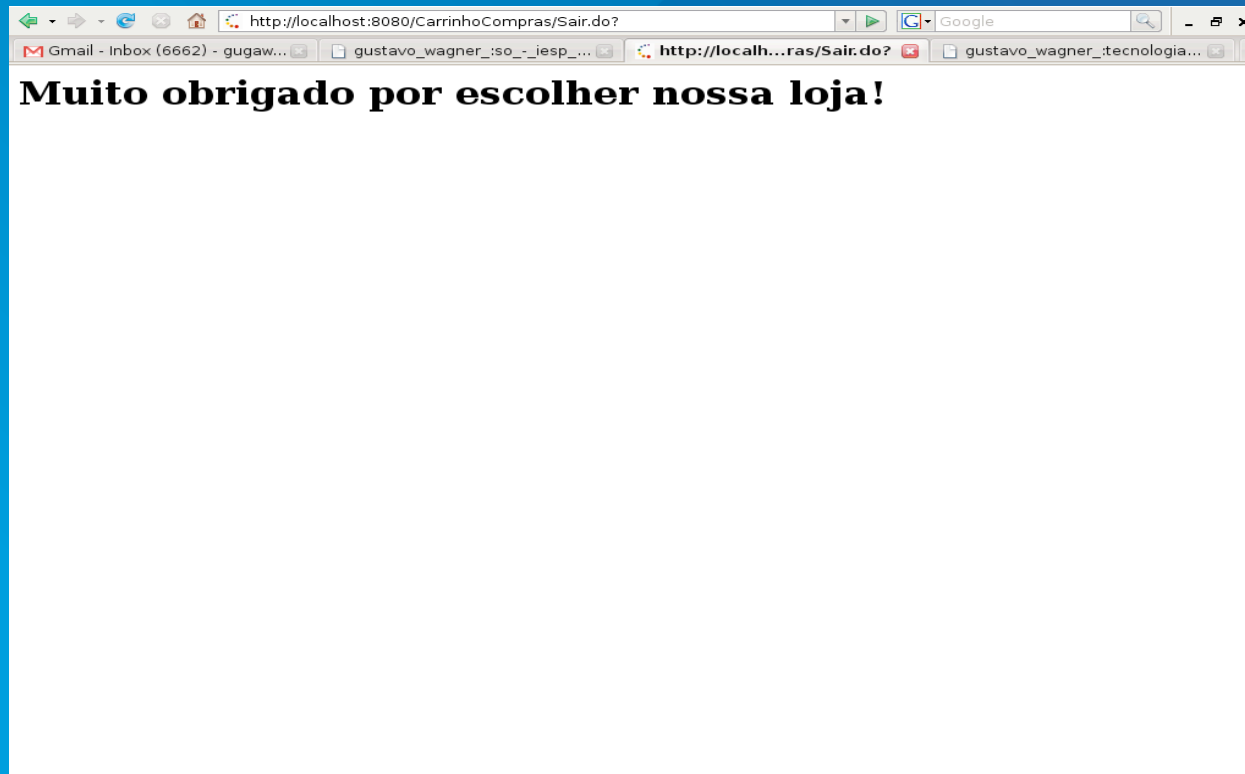 http://localhost:8080/CarrinhoCompras/Sair.do?
G Google
Gmail - Inbox (6662) - gugaw...
gustavo_wagner_:so_-_iesp_...
http://localh...ras/Sair.do?
gustavo_wagner_:tecnologia...
Muito obrigado por escolher nossa loja!